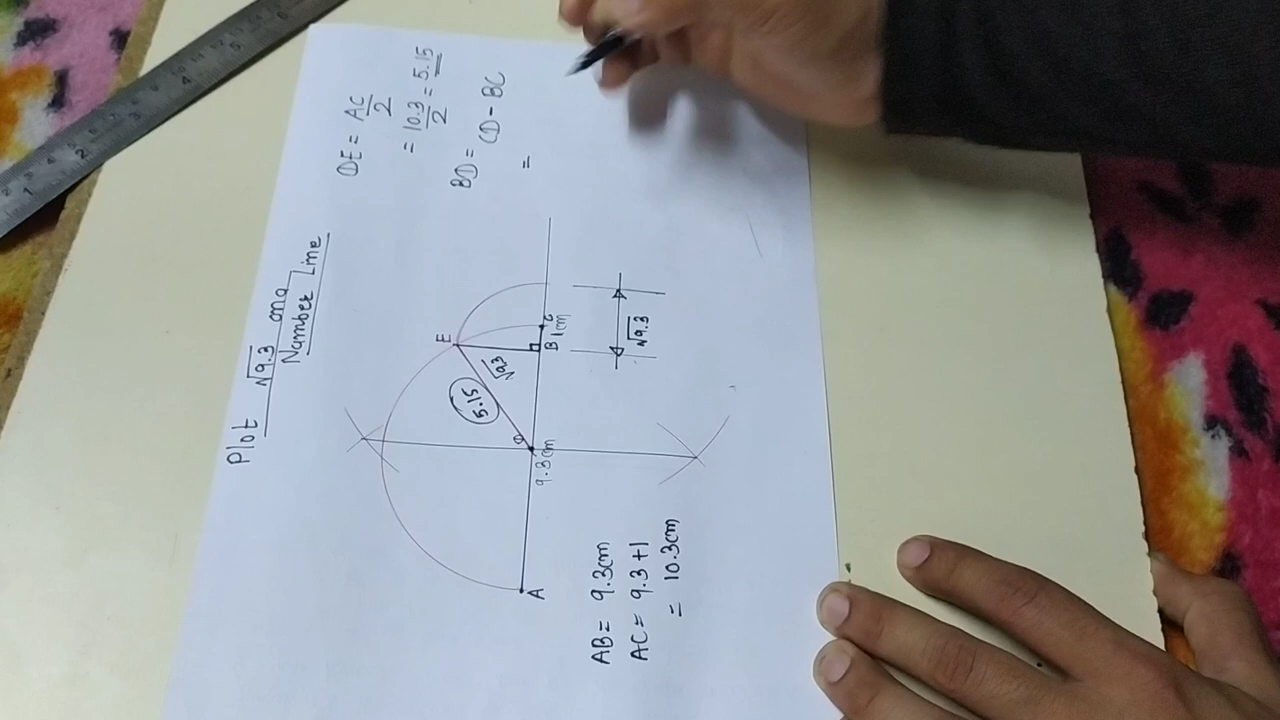 Plot √9.3 on a
Number Line
DE = AC/2
= 10.3/2 = 5.15
BD = CD - BC
=
E
5.15
√9.3
D
A
9.3cm
B
1cm
C
√9.3
AB = 9.3cm
AC = 9.3 + 1
= 10.3cm